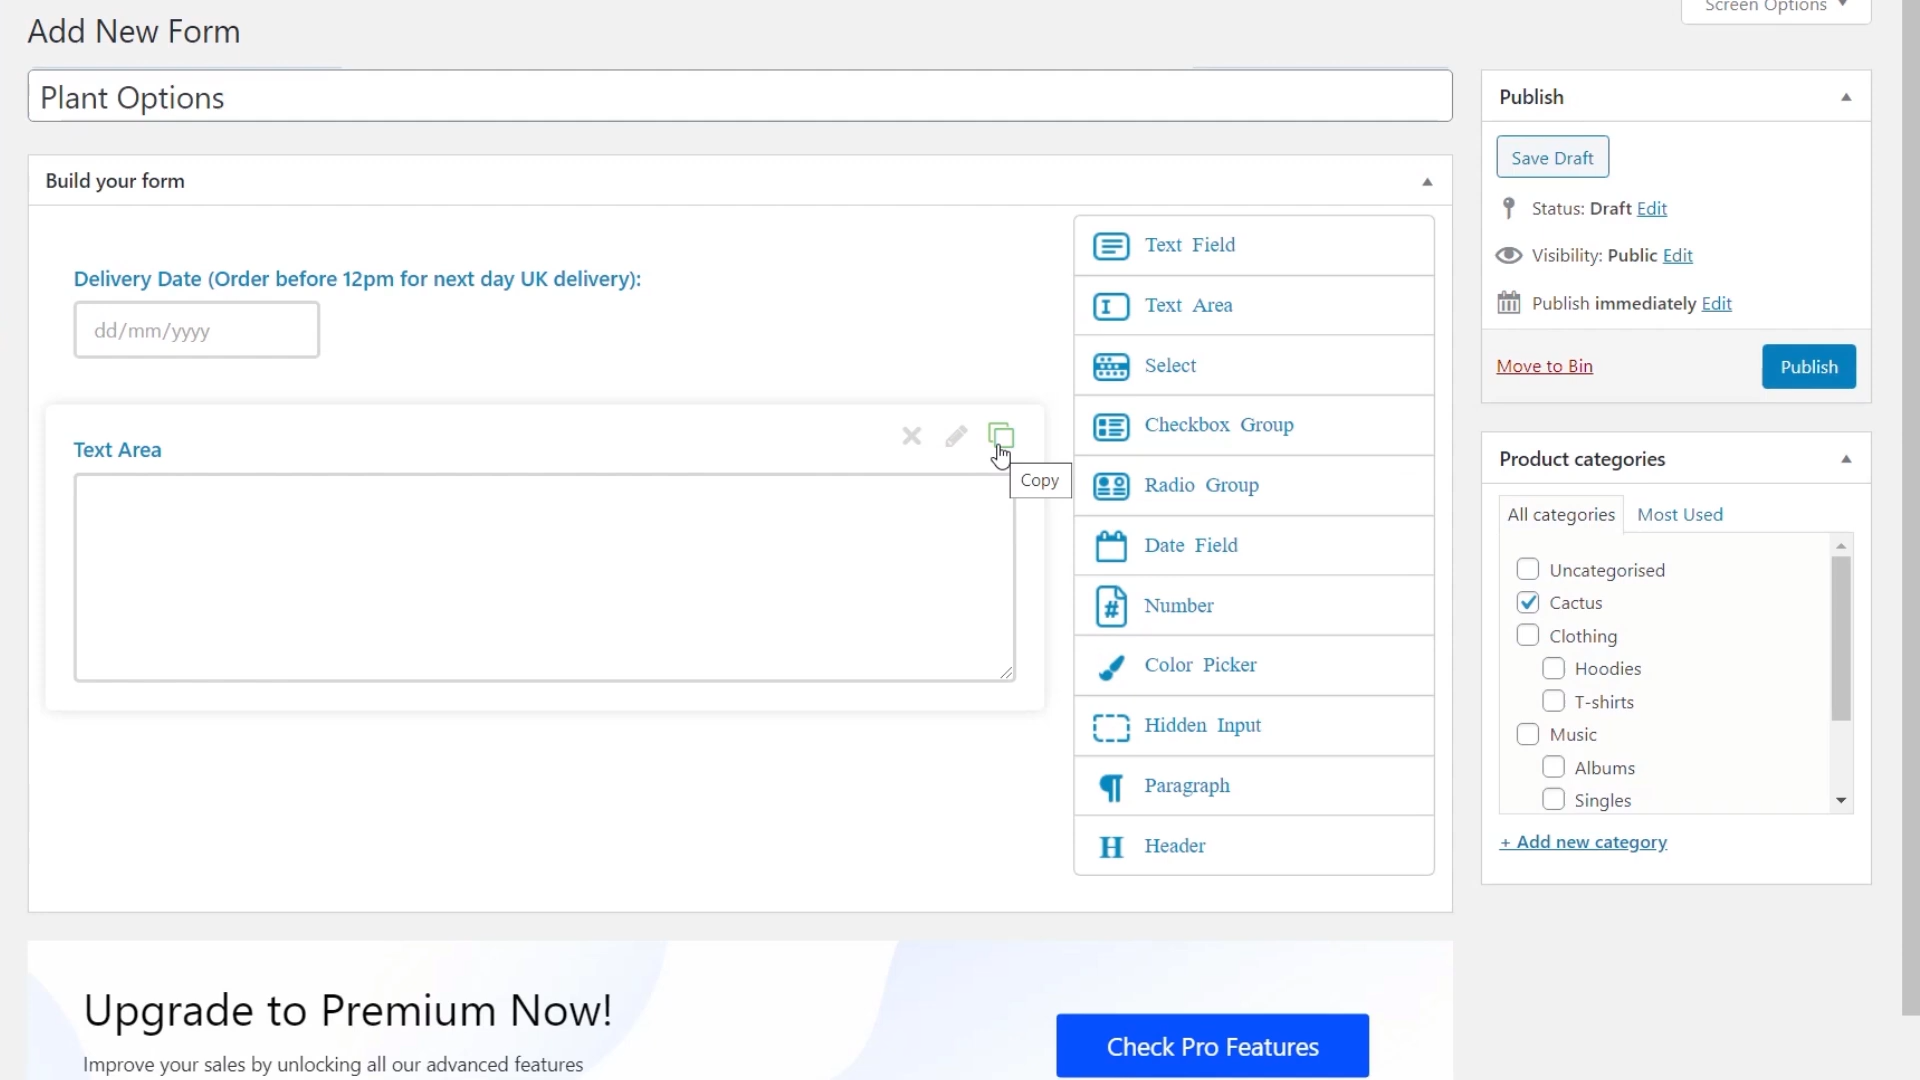 Screen Options
Add New Form
Plant Options
Build your form
Delivery Date (Order before 12pm for next day UK delivery):
dd/mm/yyyy
Text Area
Copy
Text Field
Text Area
Select
Checkbox Group
Radio Group
Date Field
Number
Color Picker
Hidden Input
Paragraph
Header
Publish
Save Draft
Status: Draft Edit
Visibility: Public Edit
Publish immediately Edit
Move to Bin
Publish
Product categories
All categories
Most Used
Uncategorised
Cactus
Clothing
Hoodies
T-shirts
Music
Albums
Singles
+ Add new category
Upgrade to Premium Now!
Improve your sales by unlocking all our advanced features
Check Pro Features